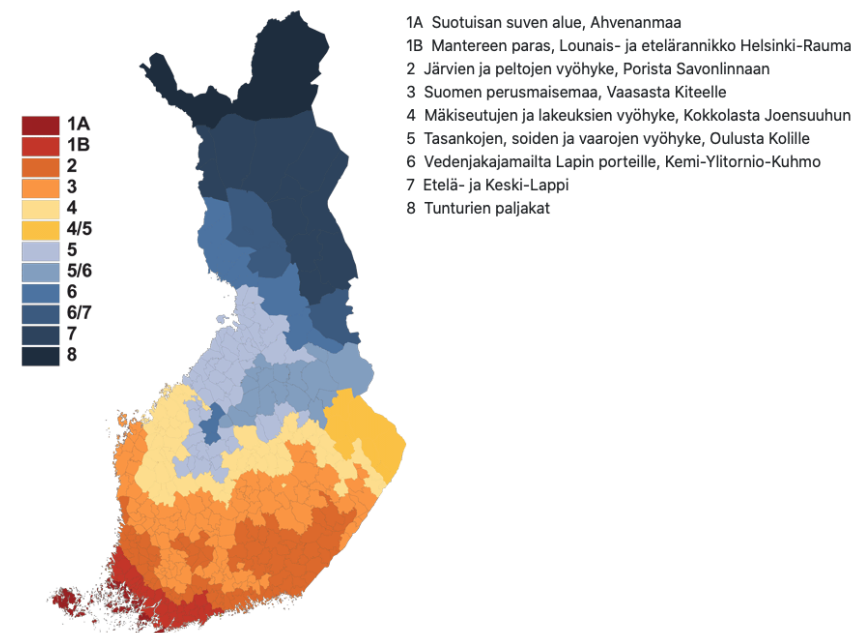 1A Suotuisan suven alue, Ahvenanmaa
1B Mantereen paras, Lounais- ja etelärannikko Helsinki-Rauma
2 Järvien ja peltojen vyöhyke, Porista Savonlinnaan
3 Suomen perusmaisemaa, Vaasasta Kiteelle
4 Mäkiseutujen ja lakeuksien vyöhyke, Kokkolasta Joensuuhun
5 Tasankojen, soiden ja vaarojen vyöhyke, Oulusta Kolille
6 Vedenjakajamailta Lapin porteille, Kemi-Ylitornio-Kuhmo
7 Etelä- ja Keski-Lappi
8 Tunturien paljakat
1A
1B
2
3
4
4/5
5
5/6
6
6/7
7
8